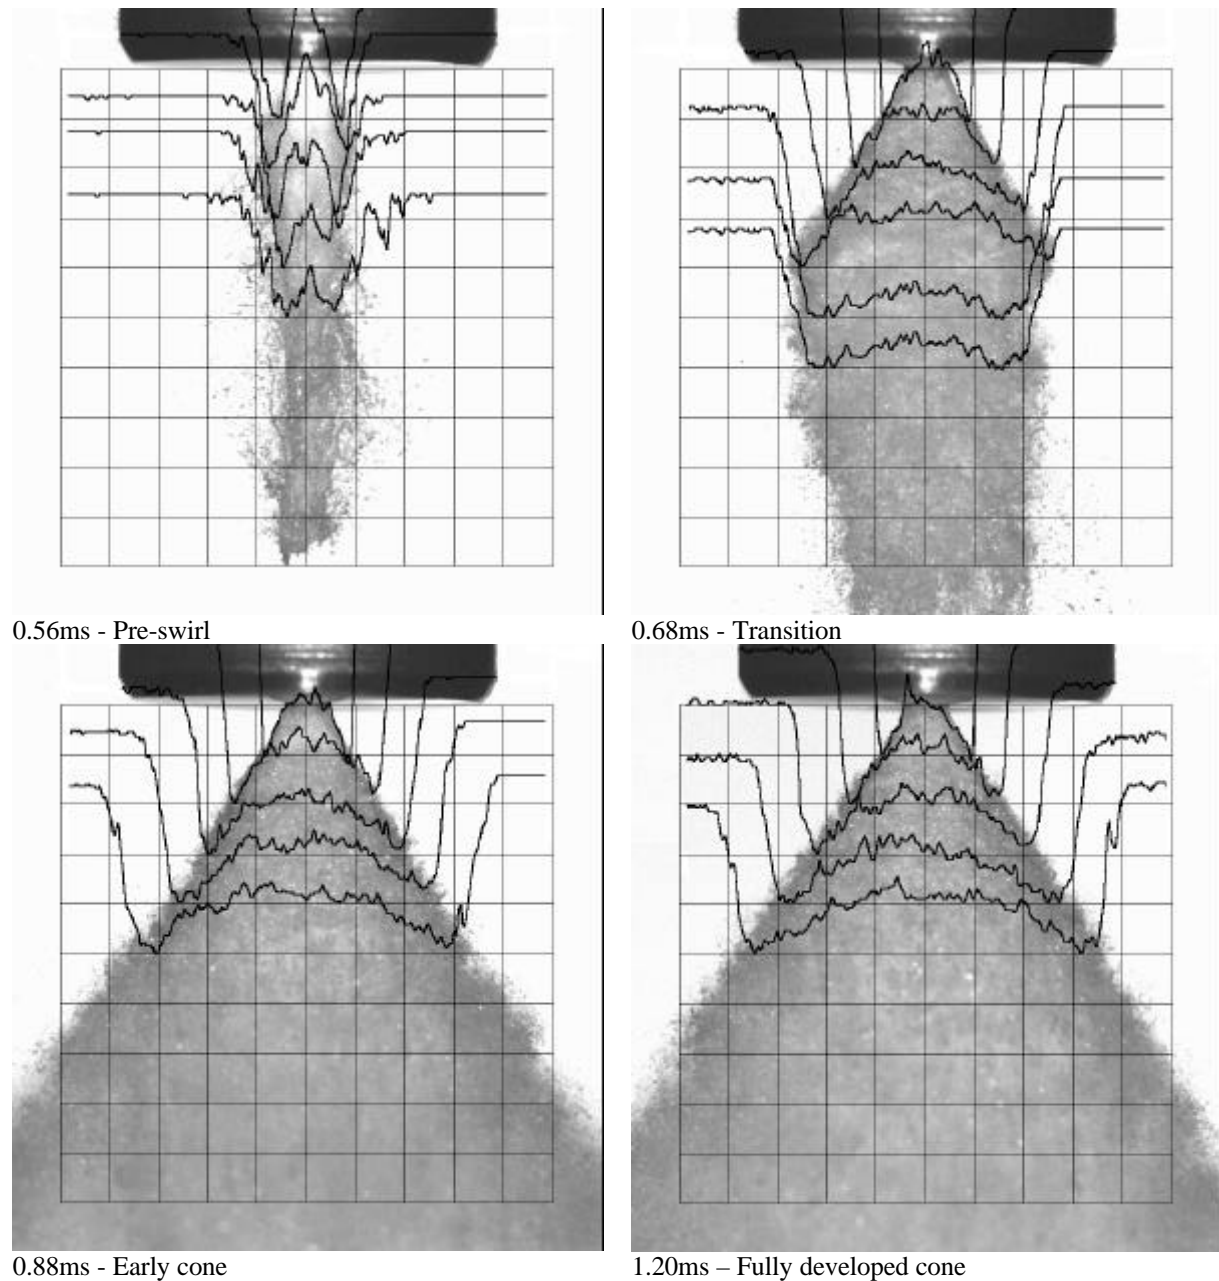 0.56ms - Pre-swirl
0.68ms - Transition
0.88ms - Early cone
1.20ms – Fully developed cone